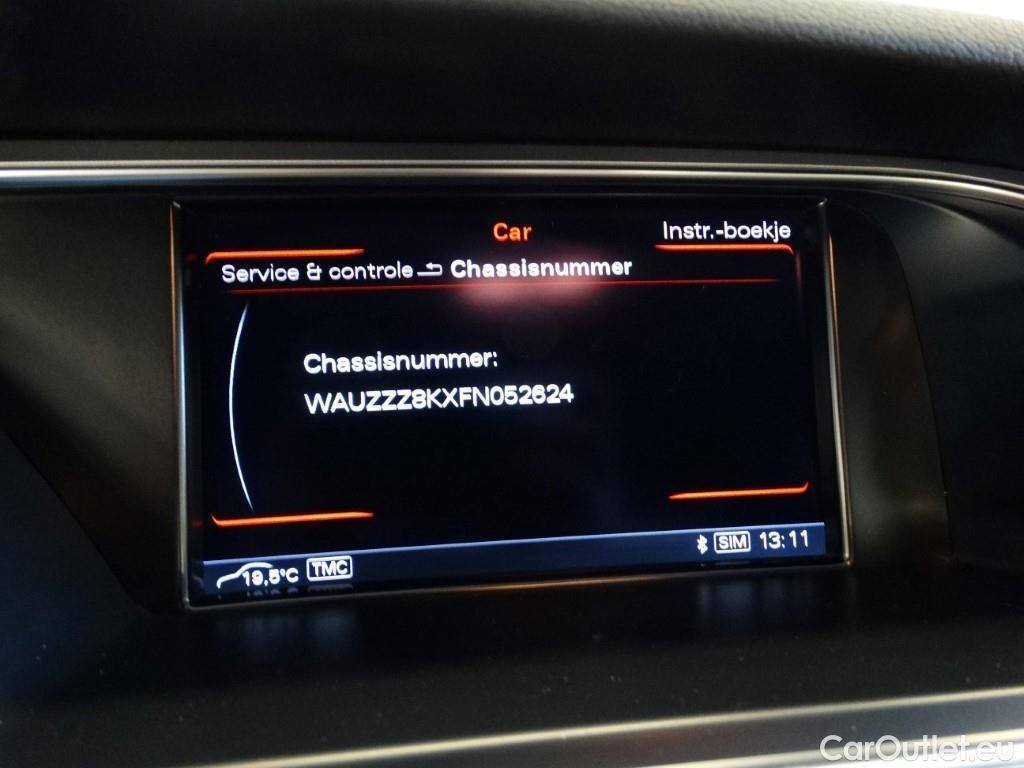 Car
Instr.-boekje
Service & controle Chassisnummer
Chassisnummer:
WAUZZZ8KXFN052624
19,5°C TMC
SIM 13:11
CarOutlet.eu